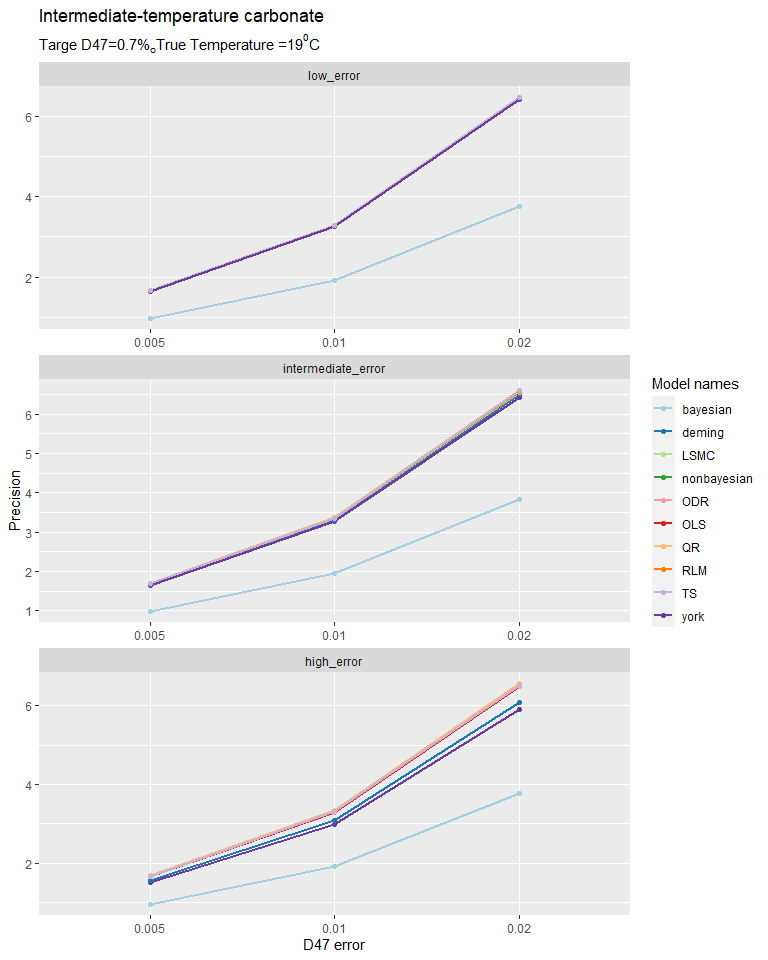 Intermediate-temperature carbonate
Targe D47=0.7%oTrue Temperature =19⁰C
low_error
6
4
2
0.005 0.01 0.02
intermediate_error
6
5
4
3
2
1
0.005 0.01 0.02
high_error
6
4
2
0.005 0.01 0.02
D47 error
Precision
Model names
bayesian
deming
LSMC
nonbayesian
ODR
OLS
QR
RLM
TS
york